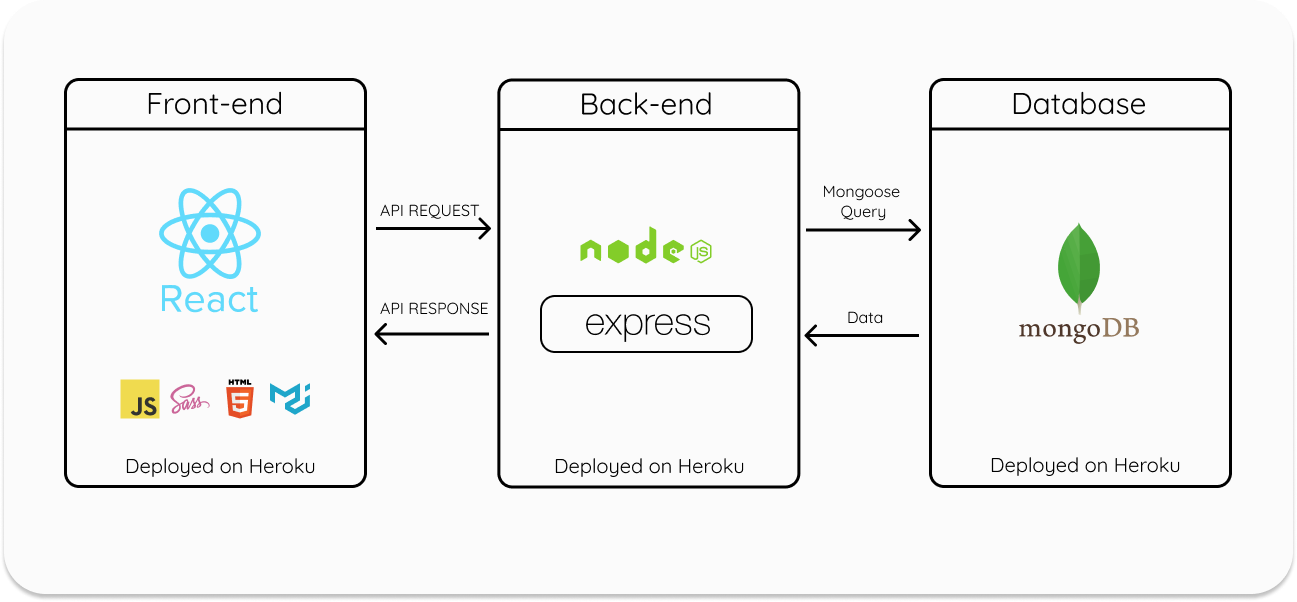 Front-end
React
JS
Sass
HTML
5
Deployed on Heroku
API REQUEST
API RESPONSE
Back-end
node
JS
express
Deployed on Heroku
Mongoose
Query
Data
Database
mongoDB
Deployed on Heroku